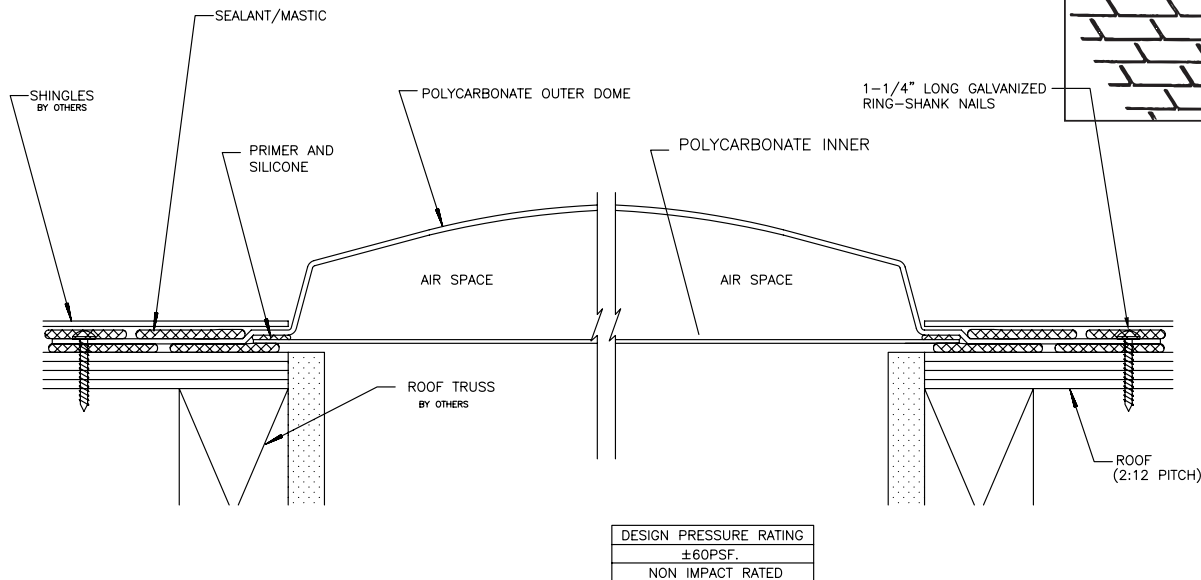 SEALANT/MASTIC
SHINGLES
BY OTHERS
POLYCARBONATE OUTER DOME
1-1/4" LONG GALVANIZED
RING-SHANK NAILS
PRIMER AND
SILICONE
POLYCARBONATE INNER
AIR SPACE
AIR SPACE
ROOF TRUSS
BY OTHERS
ROOF
(2:12 PITCH)
DESIGN PRESSURE RATING
±60PSF.
NON IMPACT RATED